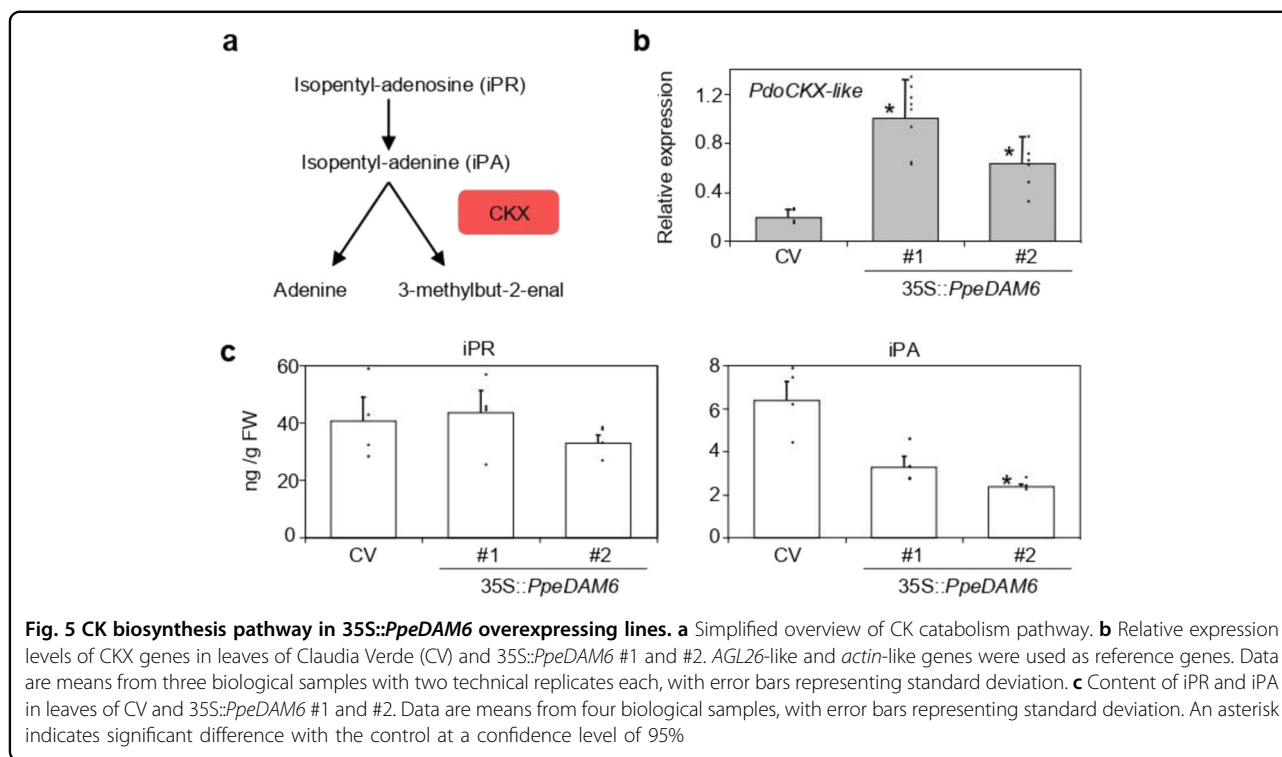 a
Isopentyl-adenosine (iPR)
Isopentyl-adenine (iPA)
CKX
Adenine 3-methylbut-2-enal
b
Relative expression
PdoCKX-like
1.2
0.8
0.4
0
*
*
CV #1 #2
35S::PpeDAM6
c
iPR
ng /g FW
60
40
20
0
CV #1 #2
35S::PpeDAM6
iPA
8
6
4
2
0
*
CV #1 #2
35S::PpeDAM6
Fig. 5 CK biosynthesis pathway in 35S::PpeDAM6 overexpressing lines. a Simplified overview of CK catabolism pathway. b Relative expression
levels of CKX genes in leaves of Claudia Verde (CV) and 35S::PpeDAM6 #1 and #2. AGL26-like and actin-like genes were used as reference genes. Data
are means from three biological samples with two technical replicates each, with error bars representing standard deviation. c Content of iPR and iPA
in leaves of CV and 35S::PpeDAM6 #1 and #2. Data are means from four biological samples, with error bars representing standard deviation. An asterisk
indicates significant difference with the control at a confidence level of 95%